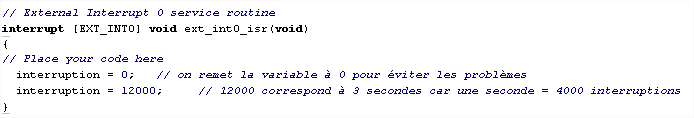 // External Interrupt 0 service routine
interrupt [EXT_INT0] void ext_int0_isr(void)
{
// Place your code here
interruption = 0; // on remet la variable à 0 pour éviter les problèmes
interruption = 12000; // 12000 correspond à 3 secondes car une seconde = 4000 interruptions
}